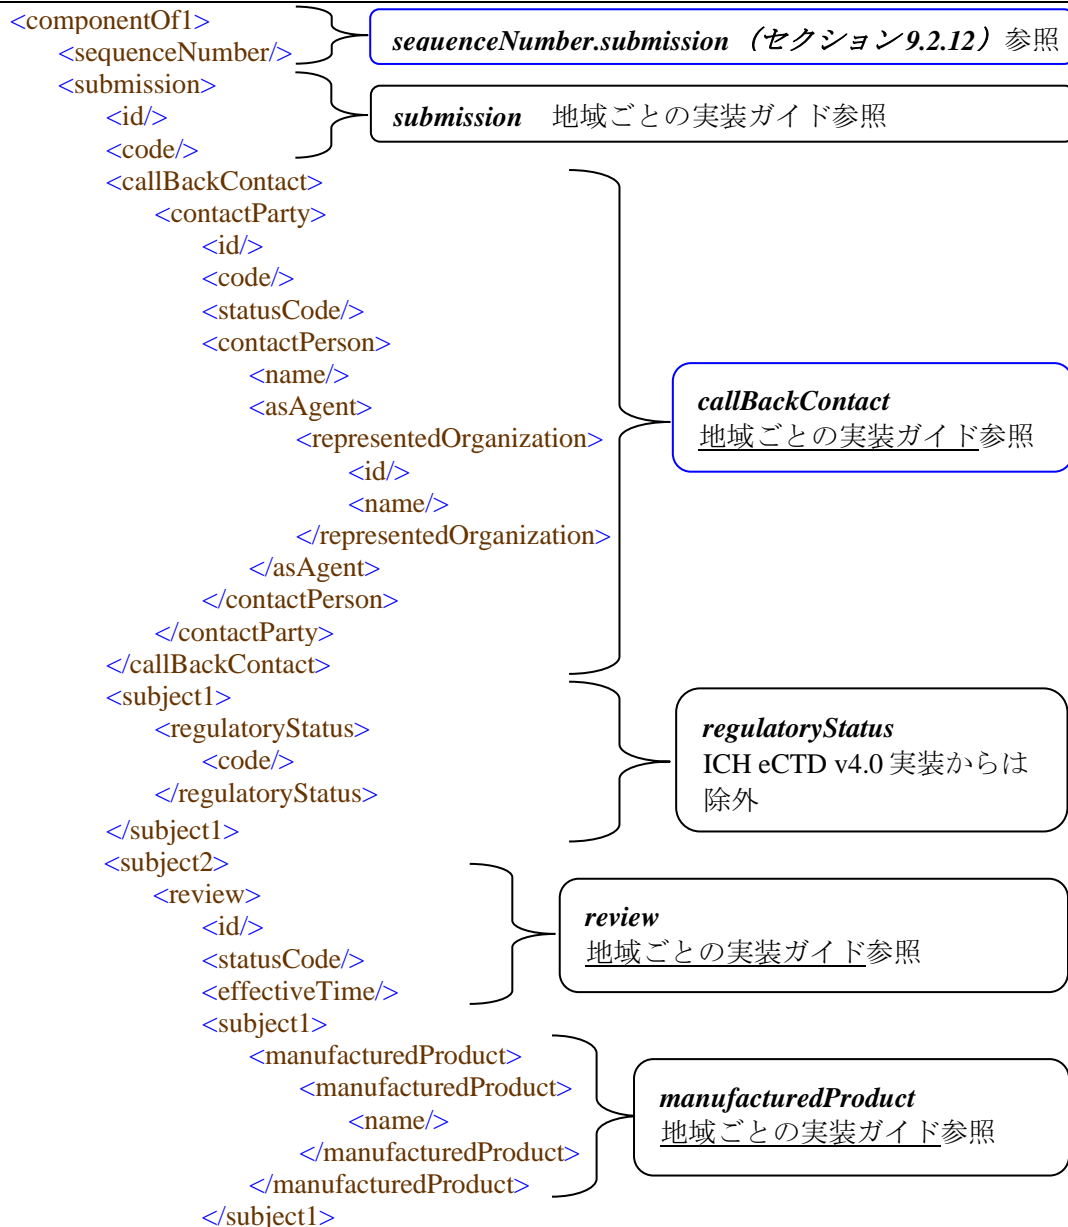 <componentOf1>
<sequenceNumber/>
sequenceNumber.submission（セクション9.2.12）参照
<submission>
<id/>
<code/>
submission　地域ごとの実装ガイド参照
<callBackContact>
<contactParty>
<id/>
<code/>
<statusCode/>
<contactPerson>
<name/>
<asAgent>
<representedOrganization>
<id/>
<name/>
</representedOrganization>
</asAgent>
</contactPerson>
</contactParty>
</callBackContact>
callBackContact
地域ごとの実装ガイド参照
<subject1>
<regulatoryStatus>
<code/>
</regulatoryStatus>
</subject1>
regulatoryStatus
ICH eCTD v4.0 実装からは
除外
<subject2>
<review>
<id/>
<statusCode/>
<effectiveTime/>
review
地域ごとの実装ガイド参照
<subject1>
<manufacturedProduct>
<manufacturedProduct>
<name/>
</manufacturedProduct>
</manufacturedProduct>
manufacturedProduct
地域ごとの実装ガイド参照
</subject1>